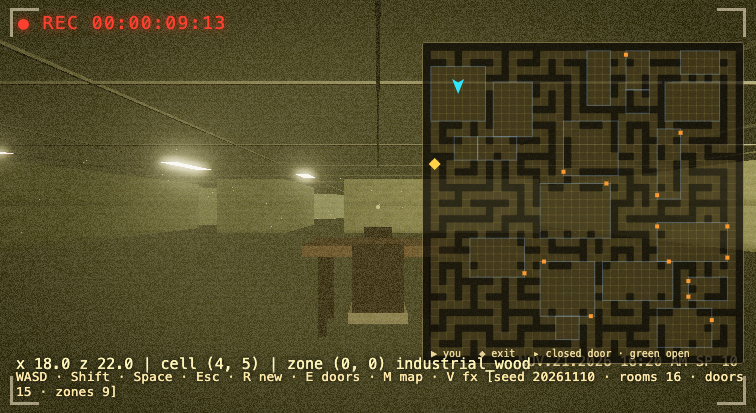 REC 00:00:09:13
▶ you ◆ exit ▪ closed door · green open
x 18.0 z 22.0 | cell (4, 5) | zone (0, 0) industrial_wood
SP 10
WASD · Shift · Space · Esc · R new · E doors · M map · V fx [seed 20261110 · rooms 16 · doors
15 · zones 9]